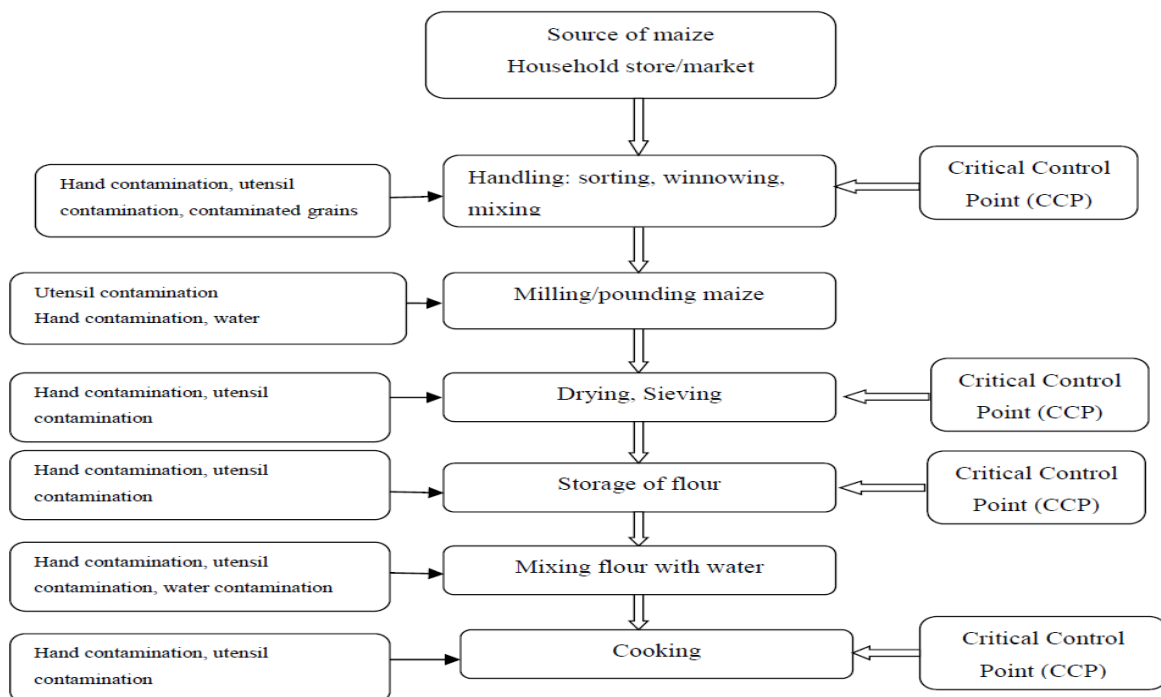 Source of maize
Household store/market
Hand contamination, utensil
contamination, contaminated grains
Handling: sorting, winnowing,
mixing
Critical Control
Point (CCP)
Utensil contamination
Hand contamination, water
Milling/pounding maize
Hand contamination, utensil
contamination
Drying, Sieving
Critical Control
Point (CCP)
Hand contamination, utensil
contamination
Storage of flour
Critical Control
Point (CCP)
Hand contamination, utensil
contamination, water contamination
Mixing flour with water
Hand contamination, utensil
contamination
Cooking
Critical Control
Point (CCP)